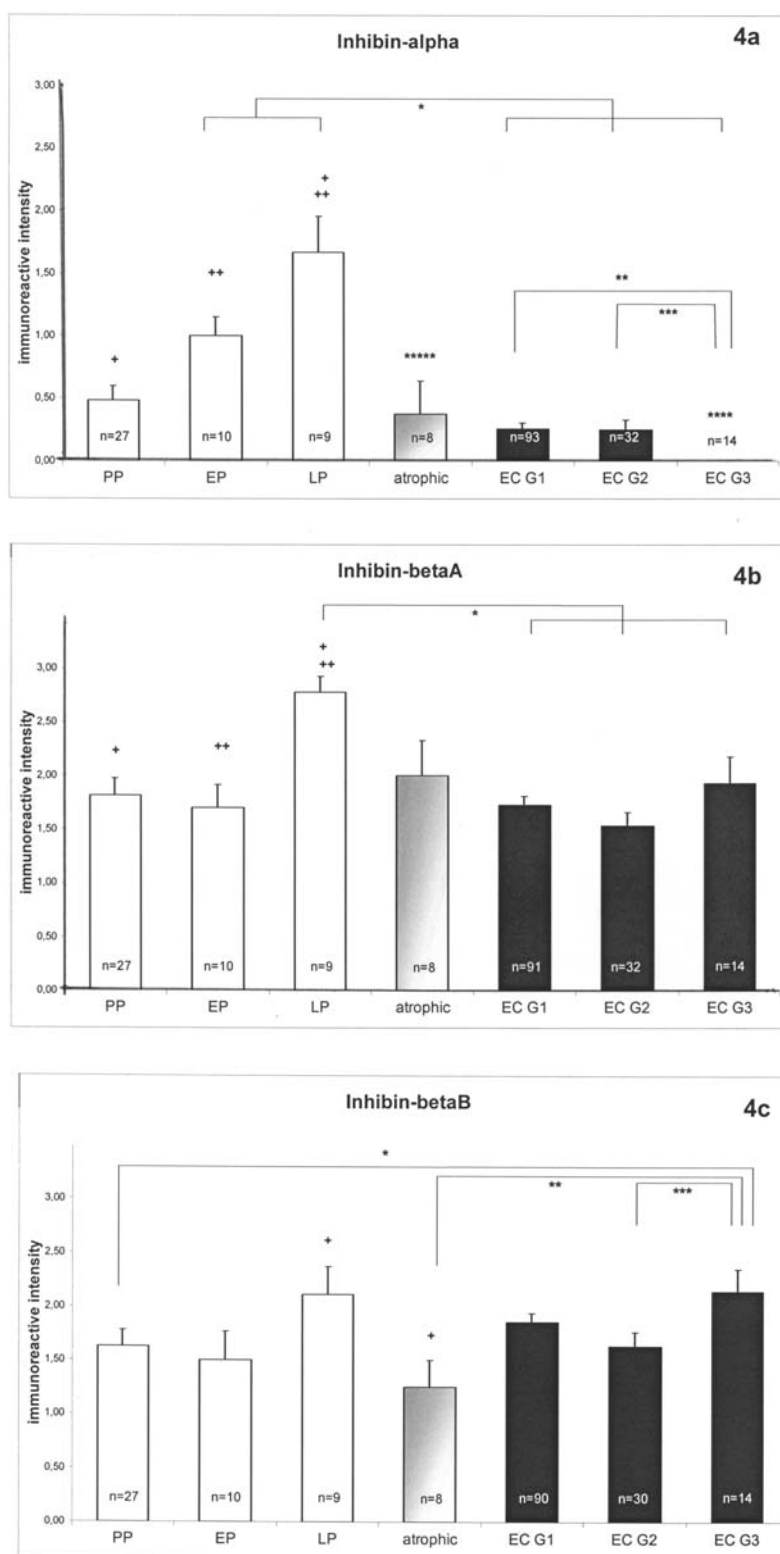 Inhibin-alpha
4a
immunoreactive intensity
3,00
2,50
2,00
1,50
1,00
0,50
0,00
*
+
++
++
+
**
***
*****
****
n=27 n=10 n=9 n=8 n=93 n=32 n=14
PP EP LP atrophic EC G1 EC G2 EC G3
Inhibin-betaA
4b
immunoreactive intensity
3,00
2,50
2,00
1,50
1,00
0,50
0,00
*
+
++
+ ++
n=27 n=10 n=9 n=8 n=91 n=32 n=14
PP EP LP atrophic EC G1 EC G2 EC G3
Inhibin-betaB
4c
immunoreactive intensity
3,00
2,50
2,00
1,50
1,00
0,50
0,00
*
** ***
+
+
n=27 n=10 n=9 n=8 n=90 n=30 n=14
PP EP LP atrophic EC G1 EC G2 EC G3